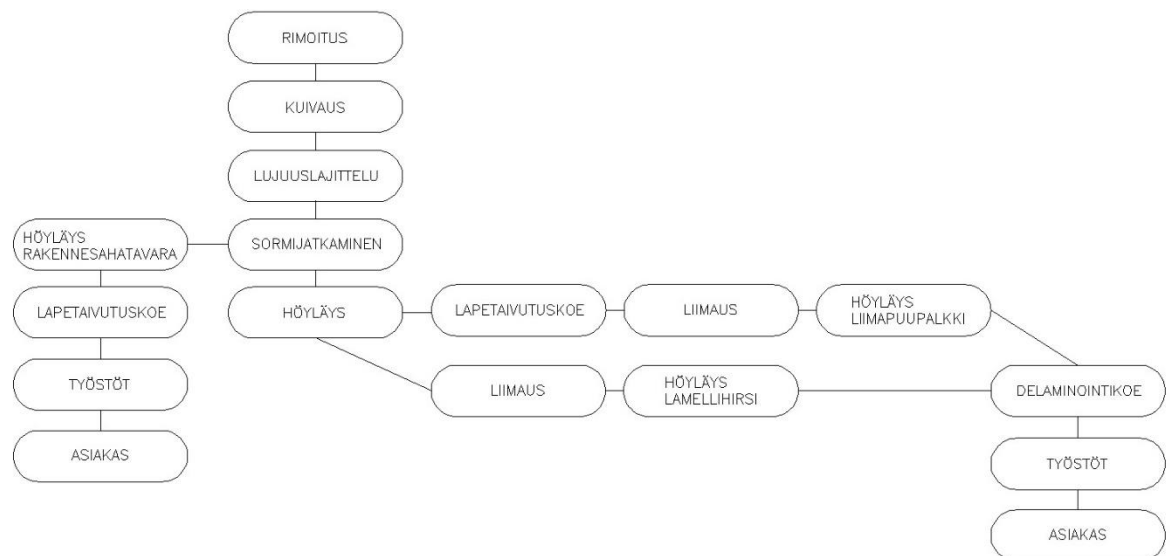 RIMOITUS
KUIVAUS
LUJUUSLAJITTELU
HÖYLÄYS
RAKENNESAHATAVARA
SORMIJATKAMINEN
LAPETAIVUTUSKOE
HÖYLÄYS
LAPETAIVUTUSKOE
LIIMAUS
HÖYLÄYS
LIIMAPUUPALKKI
TYÖSTÖT
LIIMAUS
HÖYLÄYS
LAMELLIHIRSI
DELAMINOINTIKOE
ASIAKAS
TYÖSTÖT
ASIAKAS